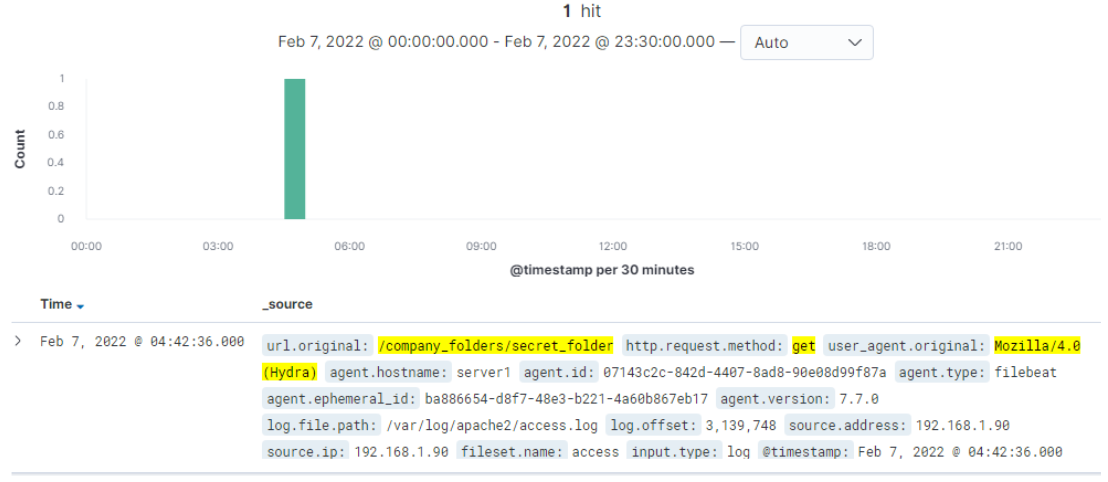 1 hit
Feb 7, 2022 @ 00:00:00.000 - Feb 7, 2022 @ 23:30:00.000 — Auto
Count
1
0.8
0.6
0.4
0.2
0
00:00 03:00 06:00 09:00 12:00 15:00 18:00 21:00
@timestamp per 30 minutes
Time _source
Feb 7, 2022 @ 04:42:36.000 url.original: /company_folders/secret_folder http.request.method: get user_agent.original: Mozilla/4.0
(Hydra) agent.hostname: server1 agent.id: 07143c2c-842d-4407-8ad8-90e08d99f87a agent.type: filebeat
agent.ephemeral_id: ba886654-d8f7-48e3-b221-4a60b867eb17 agent.version: 7.7.0
log.file.path: /var/log/apache2/access.log log.offset: 3,139,748 source.address: 192.168.1.90
source.ip: 192.168.1.90 fileset.name: access input.type: log @timestamp: Feb 7, 2022 @ 04:42:36.000